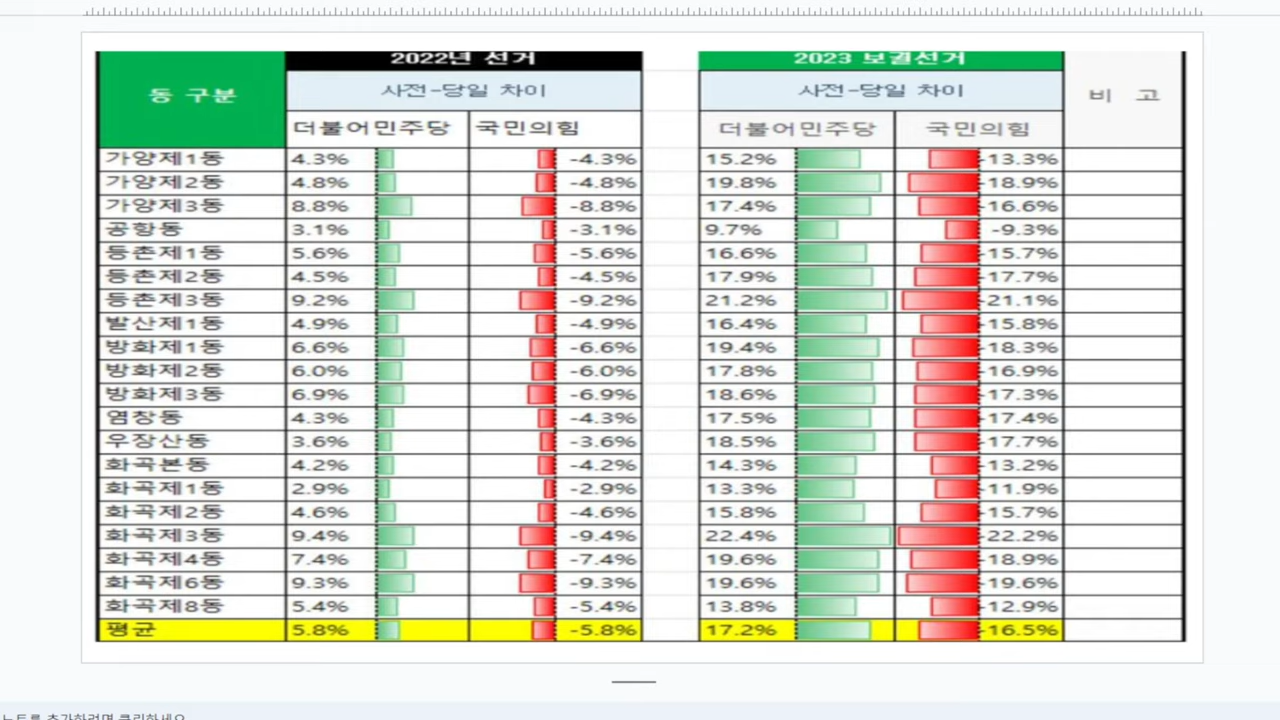 2022년 선거 2023 보궐선거
동 구분 사전-당일 차이 사전-당일 차이 비 고
더불어민주당 국민의힘 더불어민주당 국민의힘
가양제1동 4.3% -4.3% 15.2% -13.3%
가양제2동 4.8% -4.8% 19.8% -18.9%
가양제3동 8.8% -8.8% 17.4% -16.6%
공항동 3.1% -3.1% 9.7% -9.3%
등촌제1동 5.6% -5.6% 16.6% -15.7%
등촌제2동 4.5% -4.5% 17.9% -17.7%
등촌제3동 9.2% -9.2% 21.2% -21.1%
발산제1동 4.9% -4.9% 16.4% -15.8%
방화제1동 6.6% -6.6% 19.4% -18.3%
방화제2동 6.0% -6.0% 17.8% -16.9%
방화제3동 6.9% -6.9% 18.6% -17.3%
염창동 4.3% -4.3% 17.5% -17.4%
우장산동 3.6% -3.6% 18.5% -17.7%
화곡본동 4.2% -4.2% 14.3% -13.2%
화곡제1동 2.9% -2.9% 13.3% -11.9%
화곡제2동 4.6% -4.6% 15.8% -15.7%
화곡제3동 9.4% -9.4% 22.4% -22.2%
화곡제4동 7.4% -7.4% 19.6% -18.9%
화곡제6동 9.3% -9.3% 19.6% -19.6%
화곡제8동 5.4% -5.4% 13.8% -12.9%
평균 5.8% -5.8% 17.2% -16.5%
노트를 추가하려면 클릭하세요